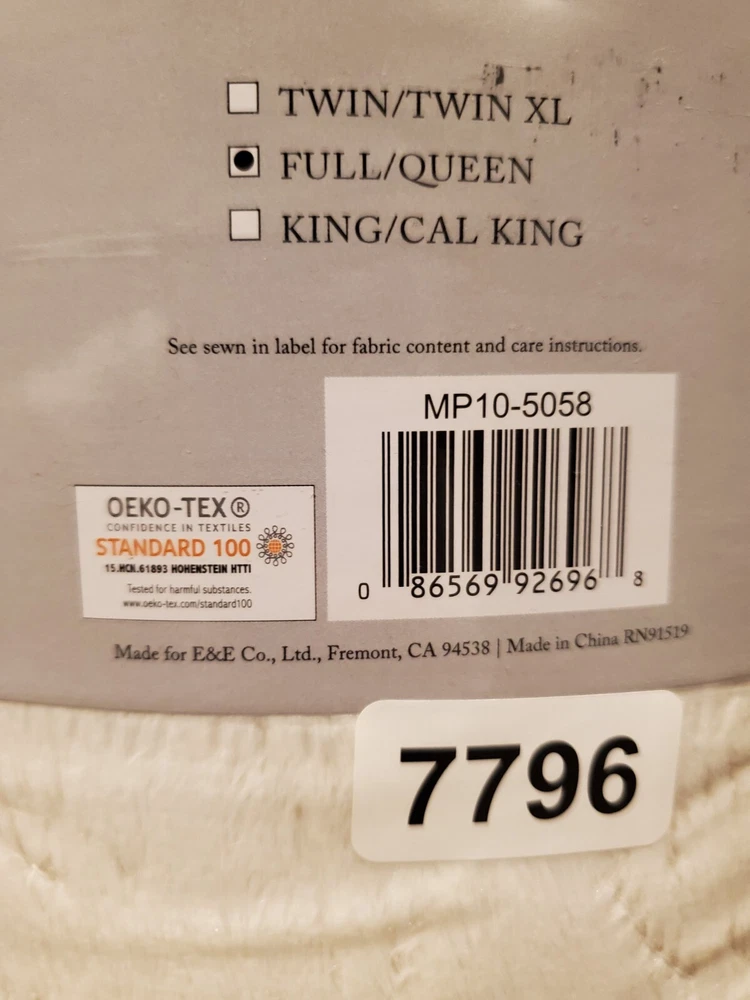 TWIN/TWIN XL
FULL/QUEEN
KING/CAL KING
See sewn in label for fabric content and care instructions.
MP10-5058
0 86569 92696 8
OEKO-TEX®
CONFIDENCE IN TEXTILES
STANDARD 100
15.HCN.61893 HOHENSTEIN HTTI
Tested for harmful substances.
www.oeko-tex.com/standard100
Made for E&E Co., Ltd., Fremont, CA 94538 | Made in China RN91519
7796